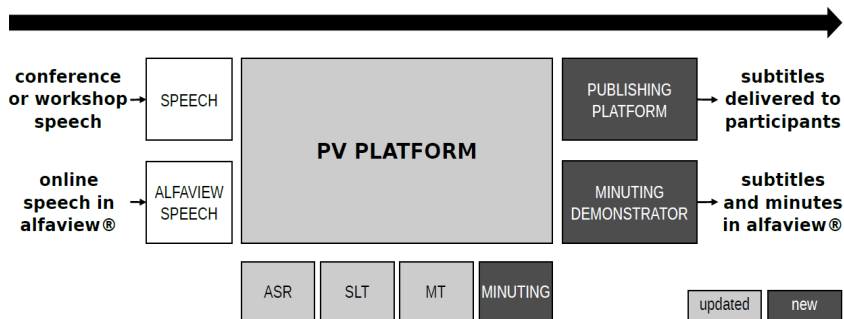 conference
or workshop
speech
SPEECH
PV PLATFORM
PUBLISHING
PLATFORM
subtitles
delivered to
participants
online
speech in
alfaview®
ALFAVIEW
SPEECH
MINUTING
DEMONSTRATOR
subtitles
and minutes
in alfaview®
ASR
SLT
MT
MINUTING
updated
new